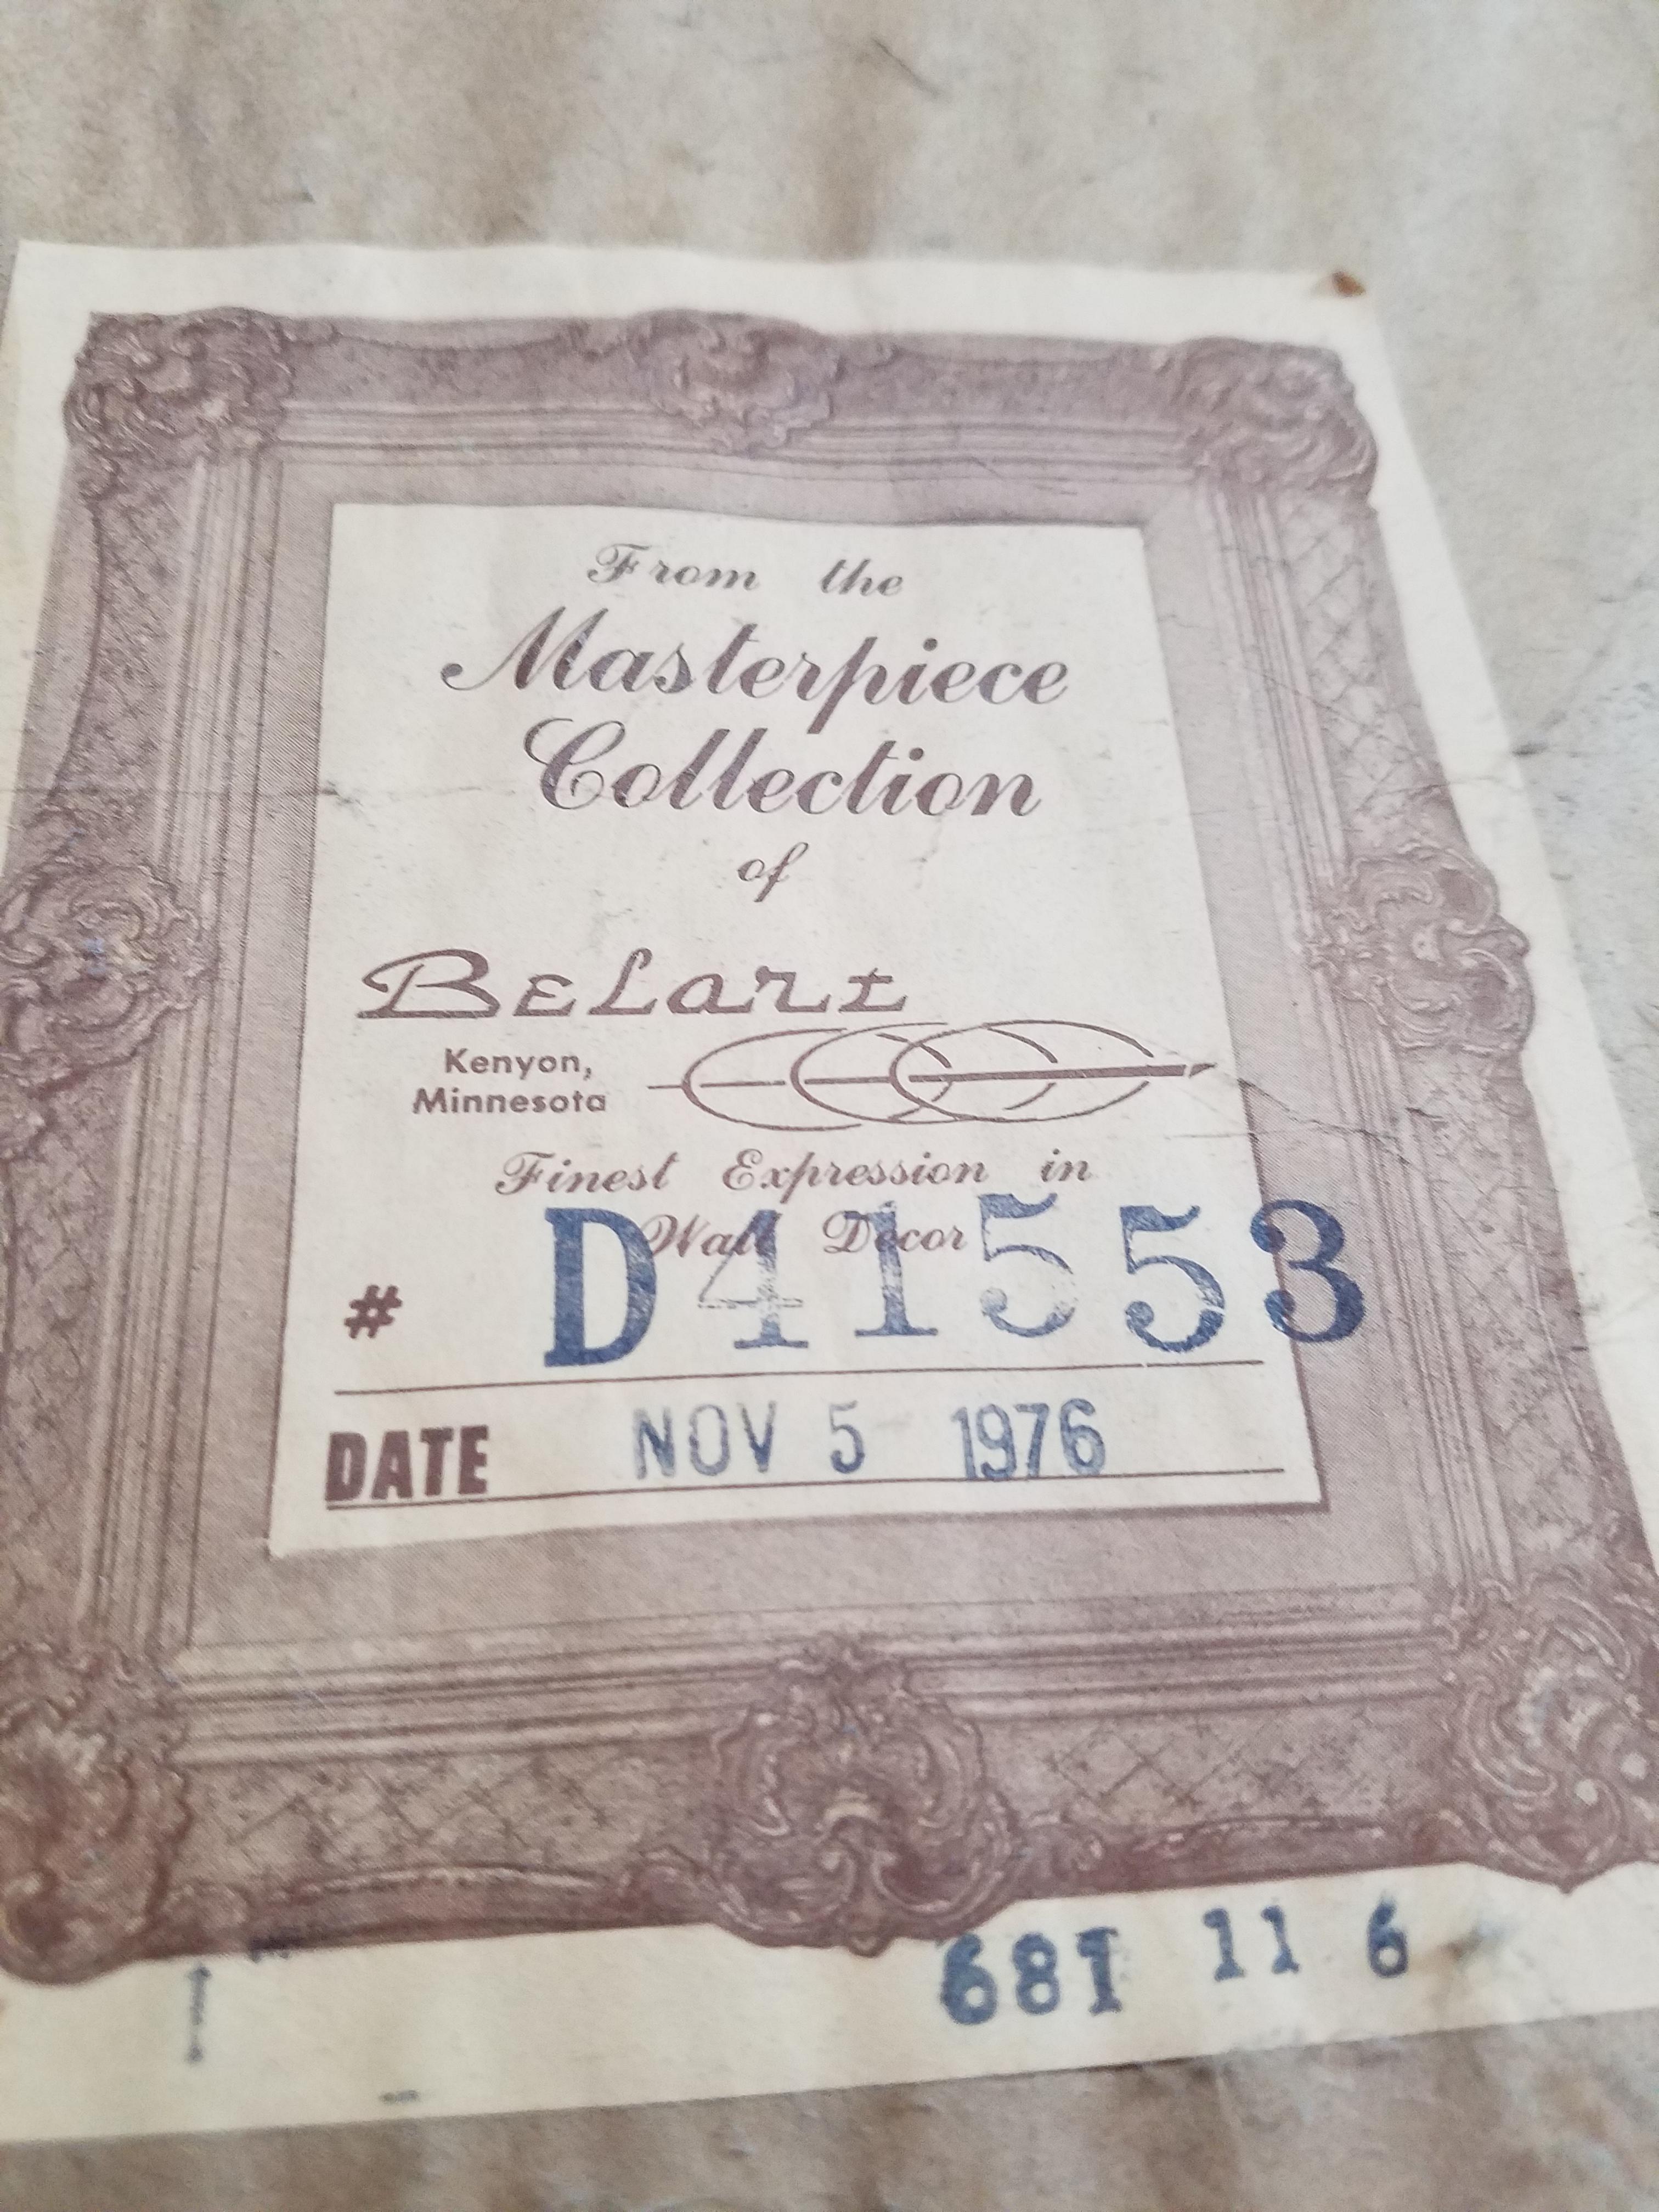 From the
Masterpiece
Collection
of
BELart
Kenyon,
Minnesota
Finest Expression in
Wall Decor
# D41553
DATE NOV 5 1976
681 11 6